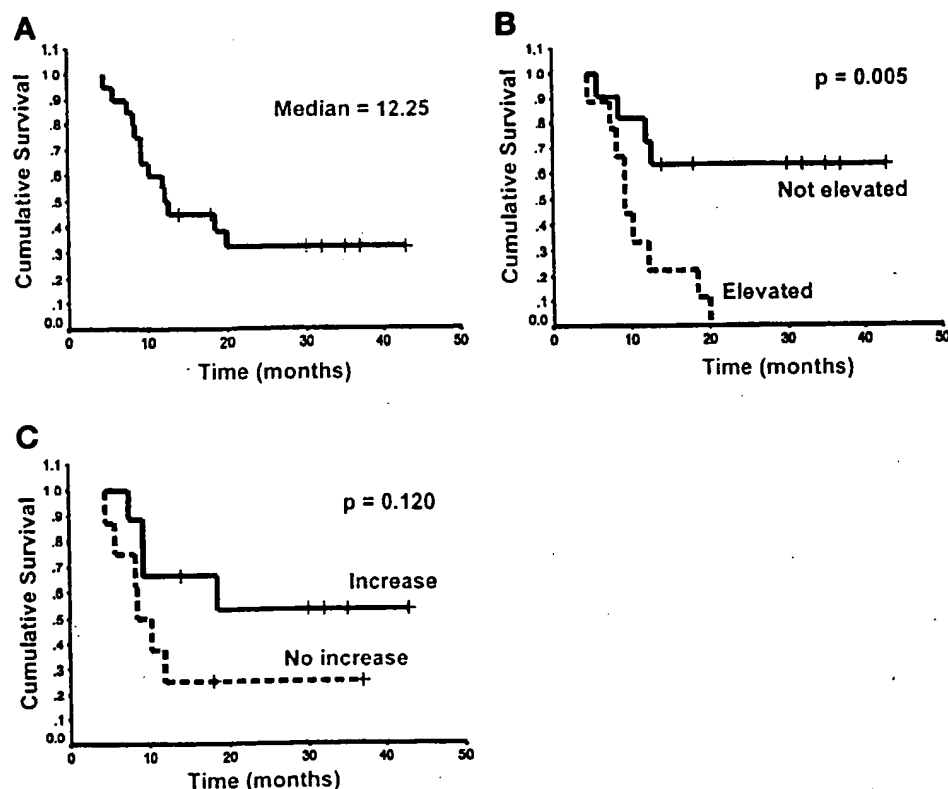 A
Cumulative Survival
1.1
1.0
.9
.8
.7
.6
.5
.4
.3
.2
.1
0.0
Median = 12.25
0 10 20 30 40 50
Time (months)
B
Cumulative Survival
1.1
1.0
.9
.8
.7
.6
.5
.4
.3
.2
.1
0.0
p = 0.005
Not elevated
Elevated
0 10 20 30 40 50
Time (months)
C
Cumulative Survival
1.1
1.0
.9
.8
.7
.6
.5
.4
.3
.2
.1
0.0
p = 0.120
Increase
No increase
0 10 20 30 40 50
Time (months)